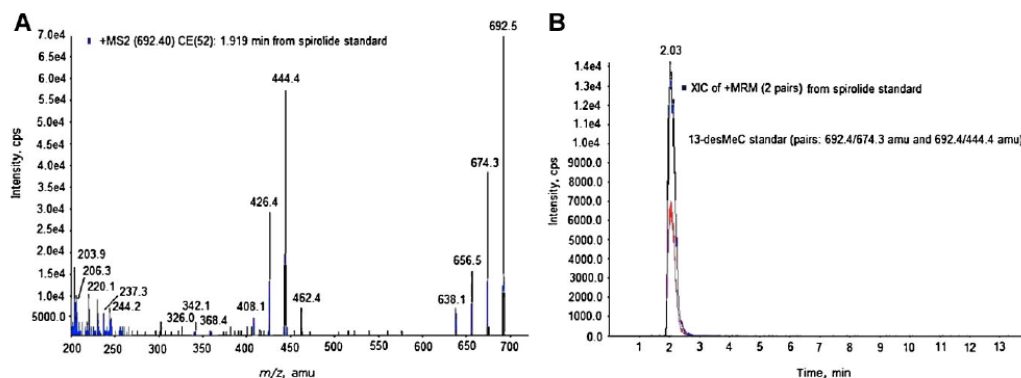 A
+MS2 (692.40) CE(52): 1.919 min from spirolide standard
Intensity, cps
7.0e4
6.5e4
6.0e4
5.5e4
5.0e4
4.5e4
4.0e4
3.5e4
3.0e4
2.5e4
2.0e4
1.5e4
1.0e4
5000.0
203.9
206.3
220.1
237.3
244.2
326.0
342.1
368.4
408.1
426.4
444.4
462.4
638.1
656.5
674.3
692.5
200 250 300 350 400 450 500 550 600 650 700
m/z, amu
B
2.03
XIC of +MRM (2 pairs) from spirolide standard
13-desMeC standar (pairs: 692.4/674.3 amu and 692.4/444.4 amu)
Intensity, cps
1.4e4
1.3e4
1.2e4
1.1e4
1.0e4
9000.0
8000.0
7000.0
6000.0
5000.0
4000.0
3000.0
2000.0
1000.0
0.0
1 2 3 4 5 6 7 8 9 10 11 12 13
Time, min